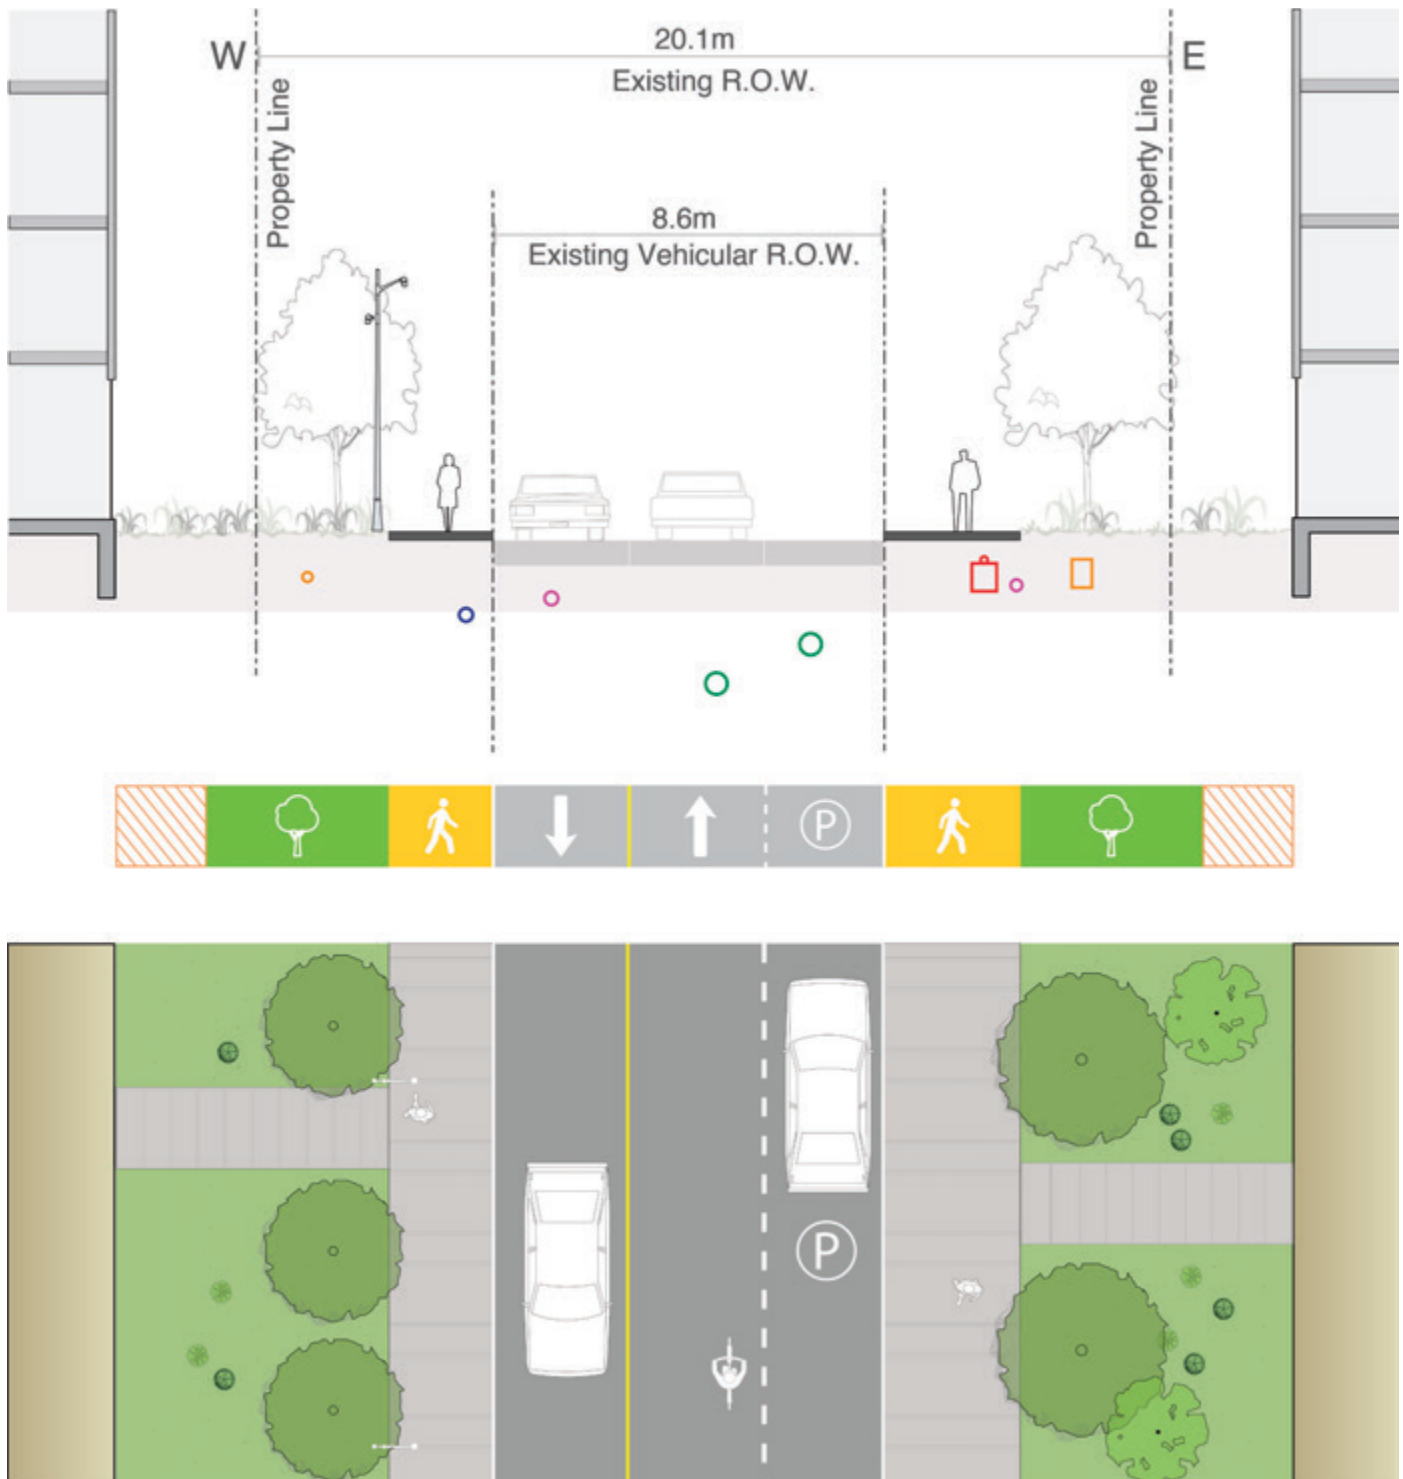 W
20.1m
E
Existing R.O.W.
Property Line
Property Line
8.6m
Existing Vehicular R.O.W.
P
P